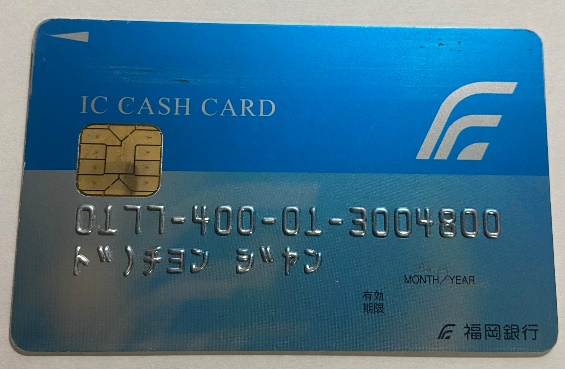 IC CASH CARD
0177-400-01-3004800
ド ノチヨン ジヤン
MONTH/YEAR
有効
期限
福岡銀行